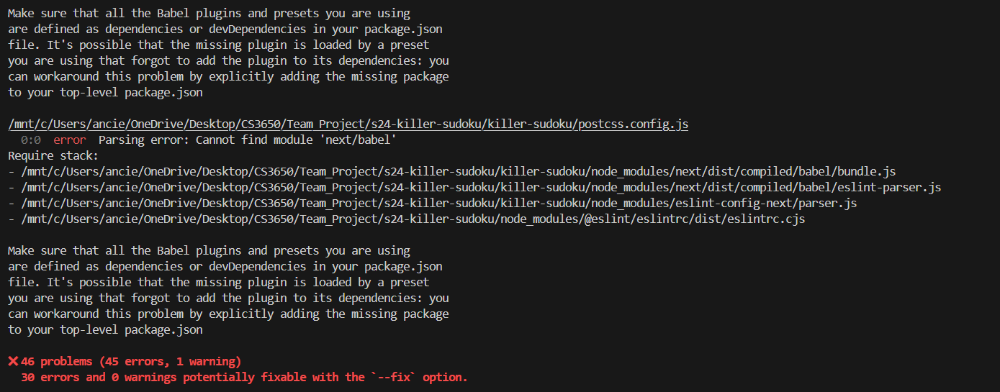 Make sure that all the Babel plugins and presets you are using
are defined as dependencies or devDependencies in your package.json
file. It's possible that the missing plugin is loaded by a preset
you are using that forgot to add the plugin to its dependencies: you
can workaround this problem by explicitly adding the missing package
to your top-level package.json
/mnt/c/Users/ancie/OneDrive/Desktop/CS3650/Team_Project/s24-killer-sudoku/killer-sudoku/postcss.config.js
0:0  error  Parsing error: Cannot find module 'next/babel'
Require stack:
- /mnt/c/Users/ancie/OneDrive/Desktop/CS3650/Team_Project/s24-killer-sudoku/killer-sudoku/node_modules/next/dist/compiled/babel/bundle.js
- /mnt/c/Users/ancie/OneDrive/Desktop/CS3650/Team_Project/s24-killer-sudoku/killer-sudoku/node_modules/next/dist/compiled/babel/eslint-parser.js
- /mnt/c/Users/ancie/OneDrive/Desktop/CS3650/Team_Project/s24-killer-sudoku/killer-sudoku/node_modules/eslint-config-next/parser.js
- /mnt/c/Users/ancie/OneDrive/Desktop/CS3650/Team_Project/s24-killer-sudoku/node_modules/@eslint/eslintrc/dist/eslintrc.cjs
Make sure that all the Babel plugins and presets you are using
are defined as dependencies or devDependencies in your package.json
file. It's possible that the missing plugin is loaded by a preset
you are using that forgot to add the plugin to its dependencies: you
can workaround this problem by explicitly adding the missing package
to your top-level package.json
❌ 46 problems (45 errors, 1 warning)
30 errors and 0 warnings potentially fixable with the `--fix` option.